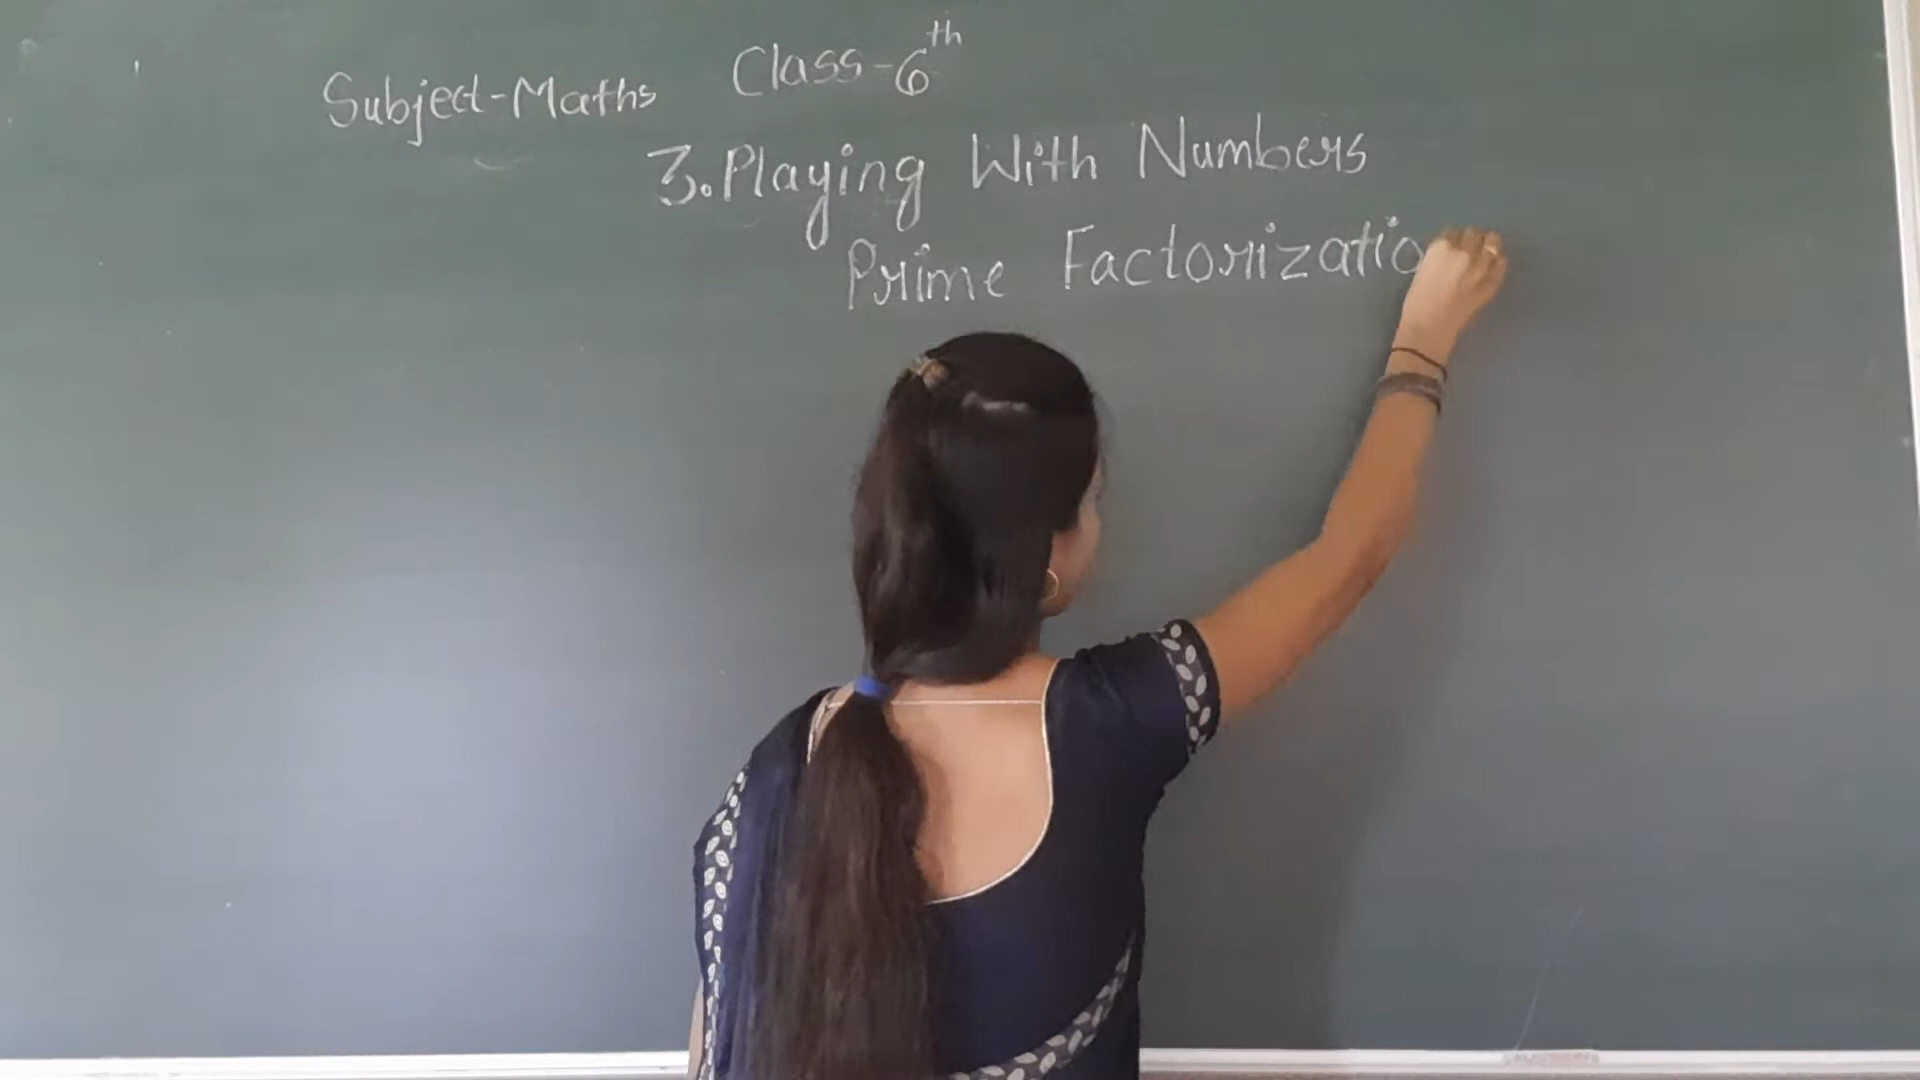 Subject-Maths Class-6th
3. Playing With Numbers
Prime Factorizatio